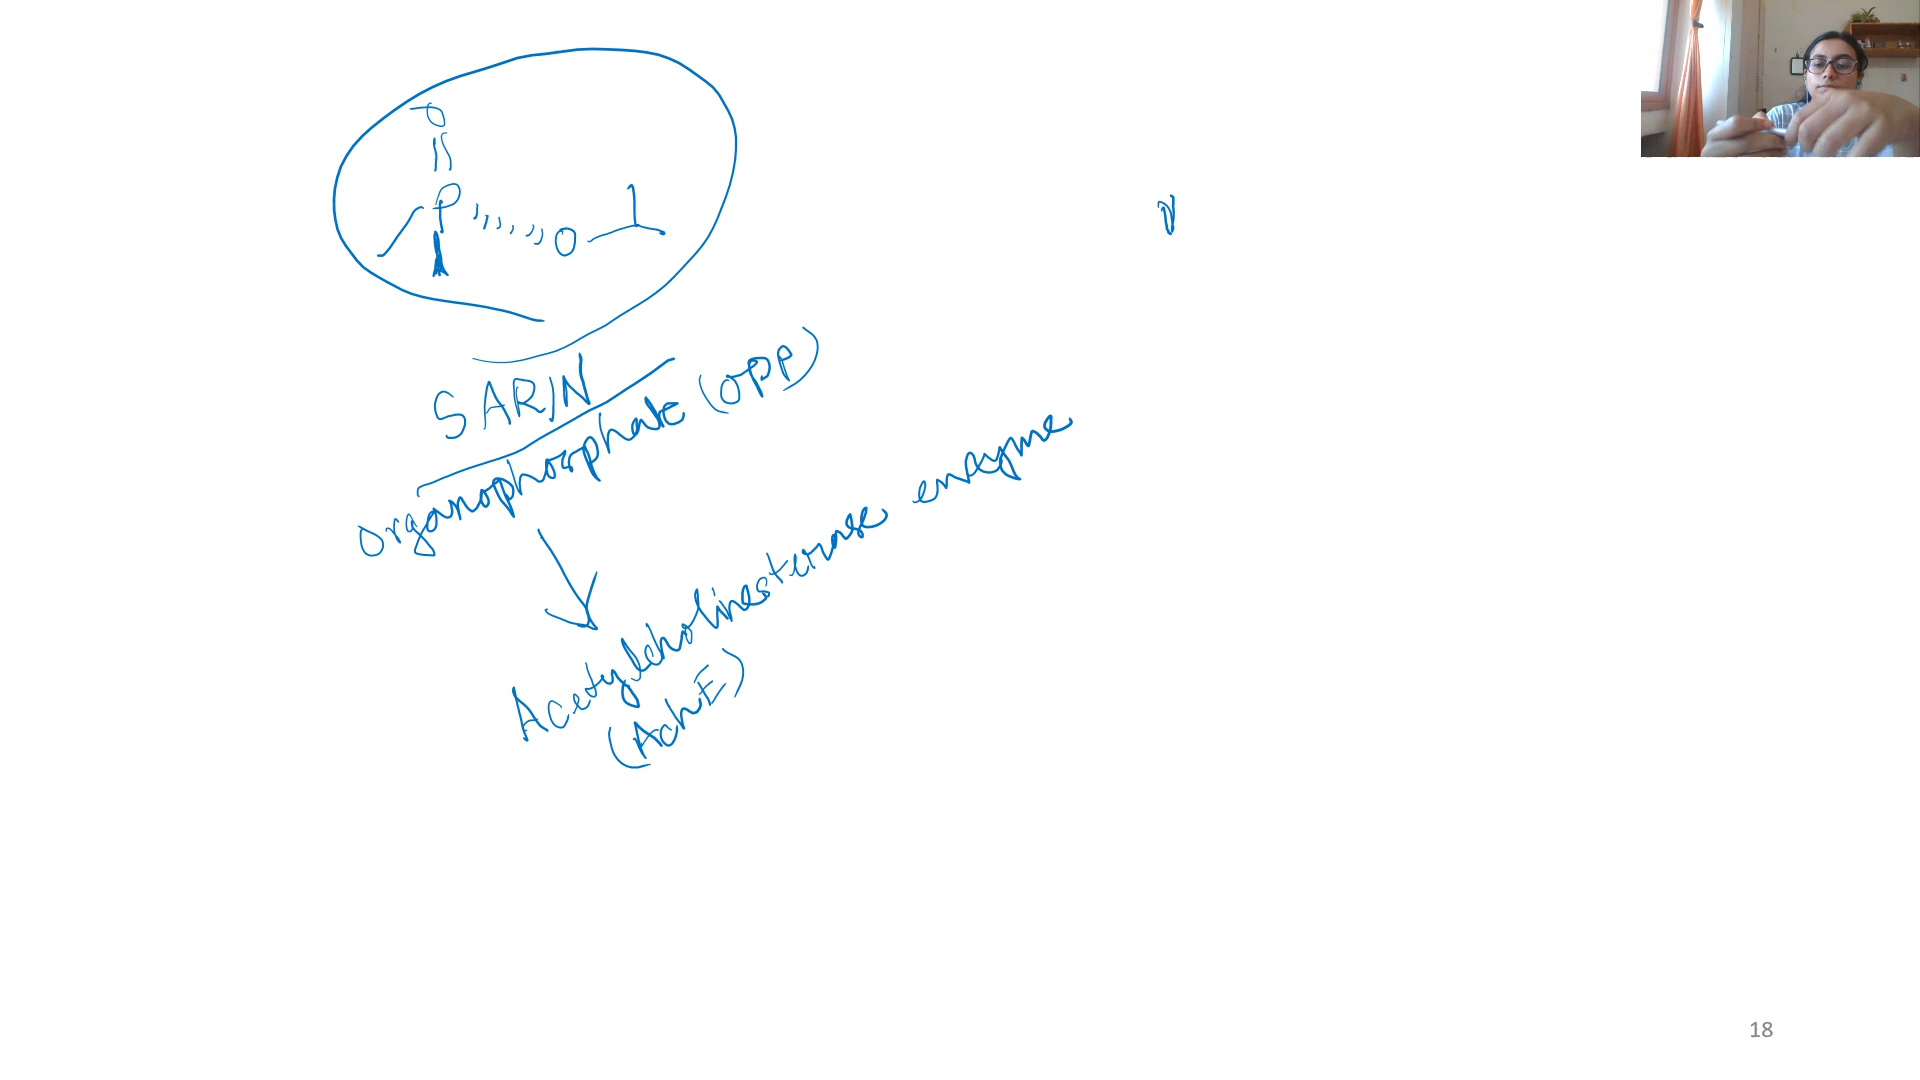 O
P
O
SARIN
Organophosphate (OPP)
Acetylcholinesterase enzyme
(AchE)
18